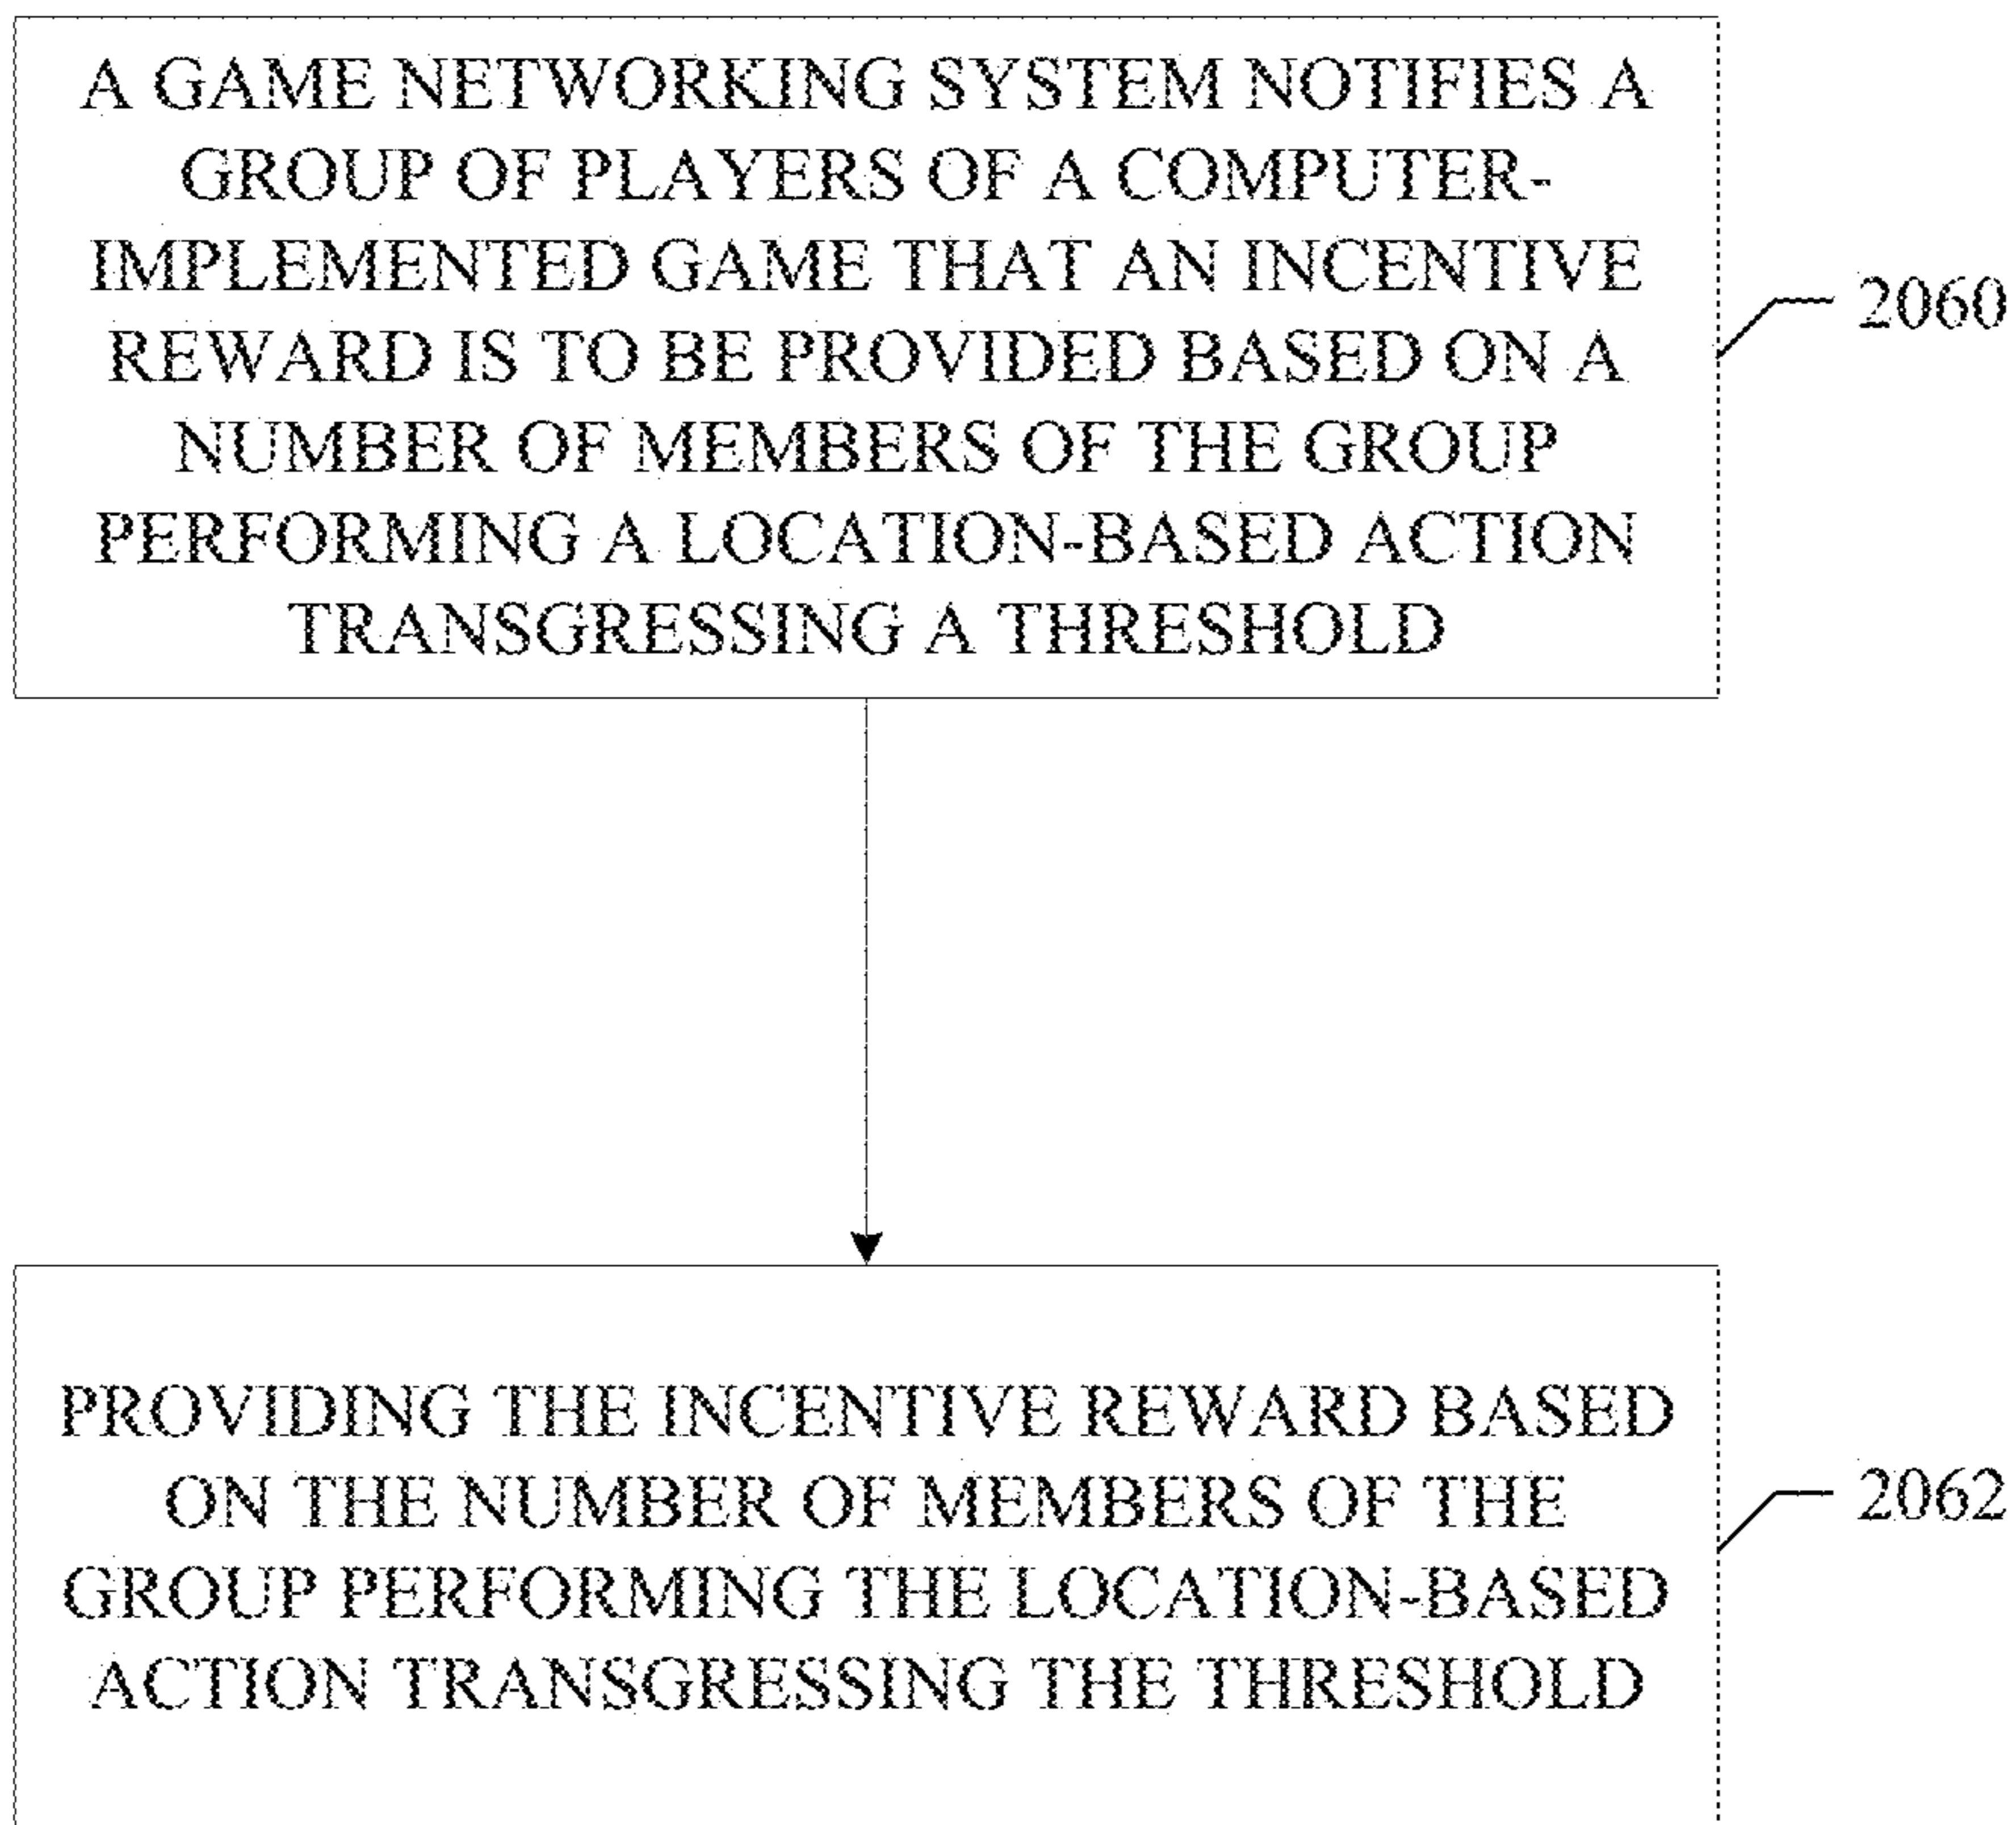 A GAME NETWORKING SYSTEM NOTIFIES A
GROUP OF PLAYERS OF A COMPUTER-
IMPLEMENTED GAME THAT AN INCENTIVE
REWARD IS TO BE PROVIDED BASED ON A
NUMBER OF MEMBERS OF THE GROUP
PERFORMING A LOCATION-BASED ACTION
TRANSGRESSING A THRESHOLD
2060
PROVIDING THE INCENTIVE REWARD BASED
ON THE NUMBER OF MEMBERS OF THE
GROUP PERFORMING THE LOCATION-BASED
ACTION TRANSGRESSING THE THRESHOLD
2062